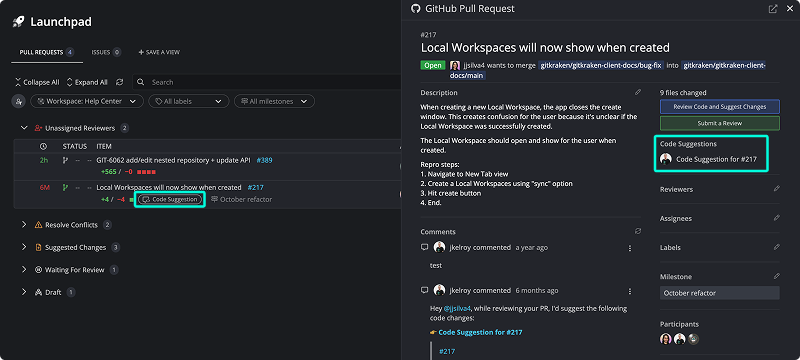 Launchpad
PULL REQUESTS 4
ISSUES 0
+ SAVE A VIEW
Collapse All
Expand All
Search
Workspace: Help Center
All labels
All milestones
Unassigned Reviewers 2
STATUS
ITEM
2h
GIT-6062 add/edit nested repository + update API #389
+565 / -0
6M
Local Workspaces will now show when created #217
+4 / -4
Code Suggestion
October refactor
Resolve Conflicts 2
Suggested Changes 3
Waiting For Review 1
Draft 1
GitHub Pull Request
#217
Local Workspaces will now show when created
Open
jjsilva4 wants to merge gitkraken/gitkraken-client-docs/bug-fix into gitkraken/gitkraken-client-
docs/main
Description
When creating a new Local Workspace, the app closes the create
window. This creates confusion for the user because it's unclear if the
Local Workspace was successfully created.
The Local Workspace should open and show for the user when
created.
Repro steps:
1. Navigate to New Tab view
2. Create a Local Workspaces using "sync" option
3. Hit create button
4. End.
Comments
jkelroy commented a year ago
test
jkelroy commented 6 months ago
Hey @jjsilva4, while reviewing your PR, I'd suggest the following
code changes:
Code Suggestion for #217
#217
9 files changed
Review Code and Suggest Changes
Submit a Review
Code Suggestions
Code Suggestion for #217
Reviewers
Assignees
Labels
Milestone
October refactor
Participants